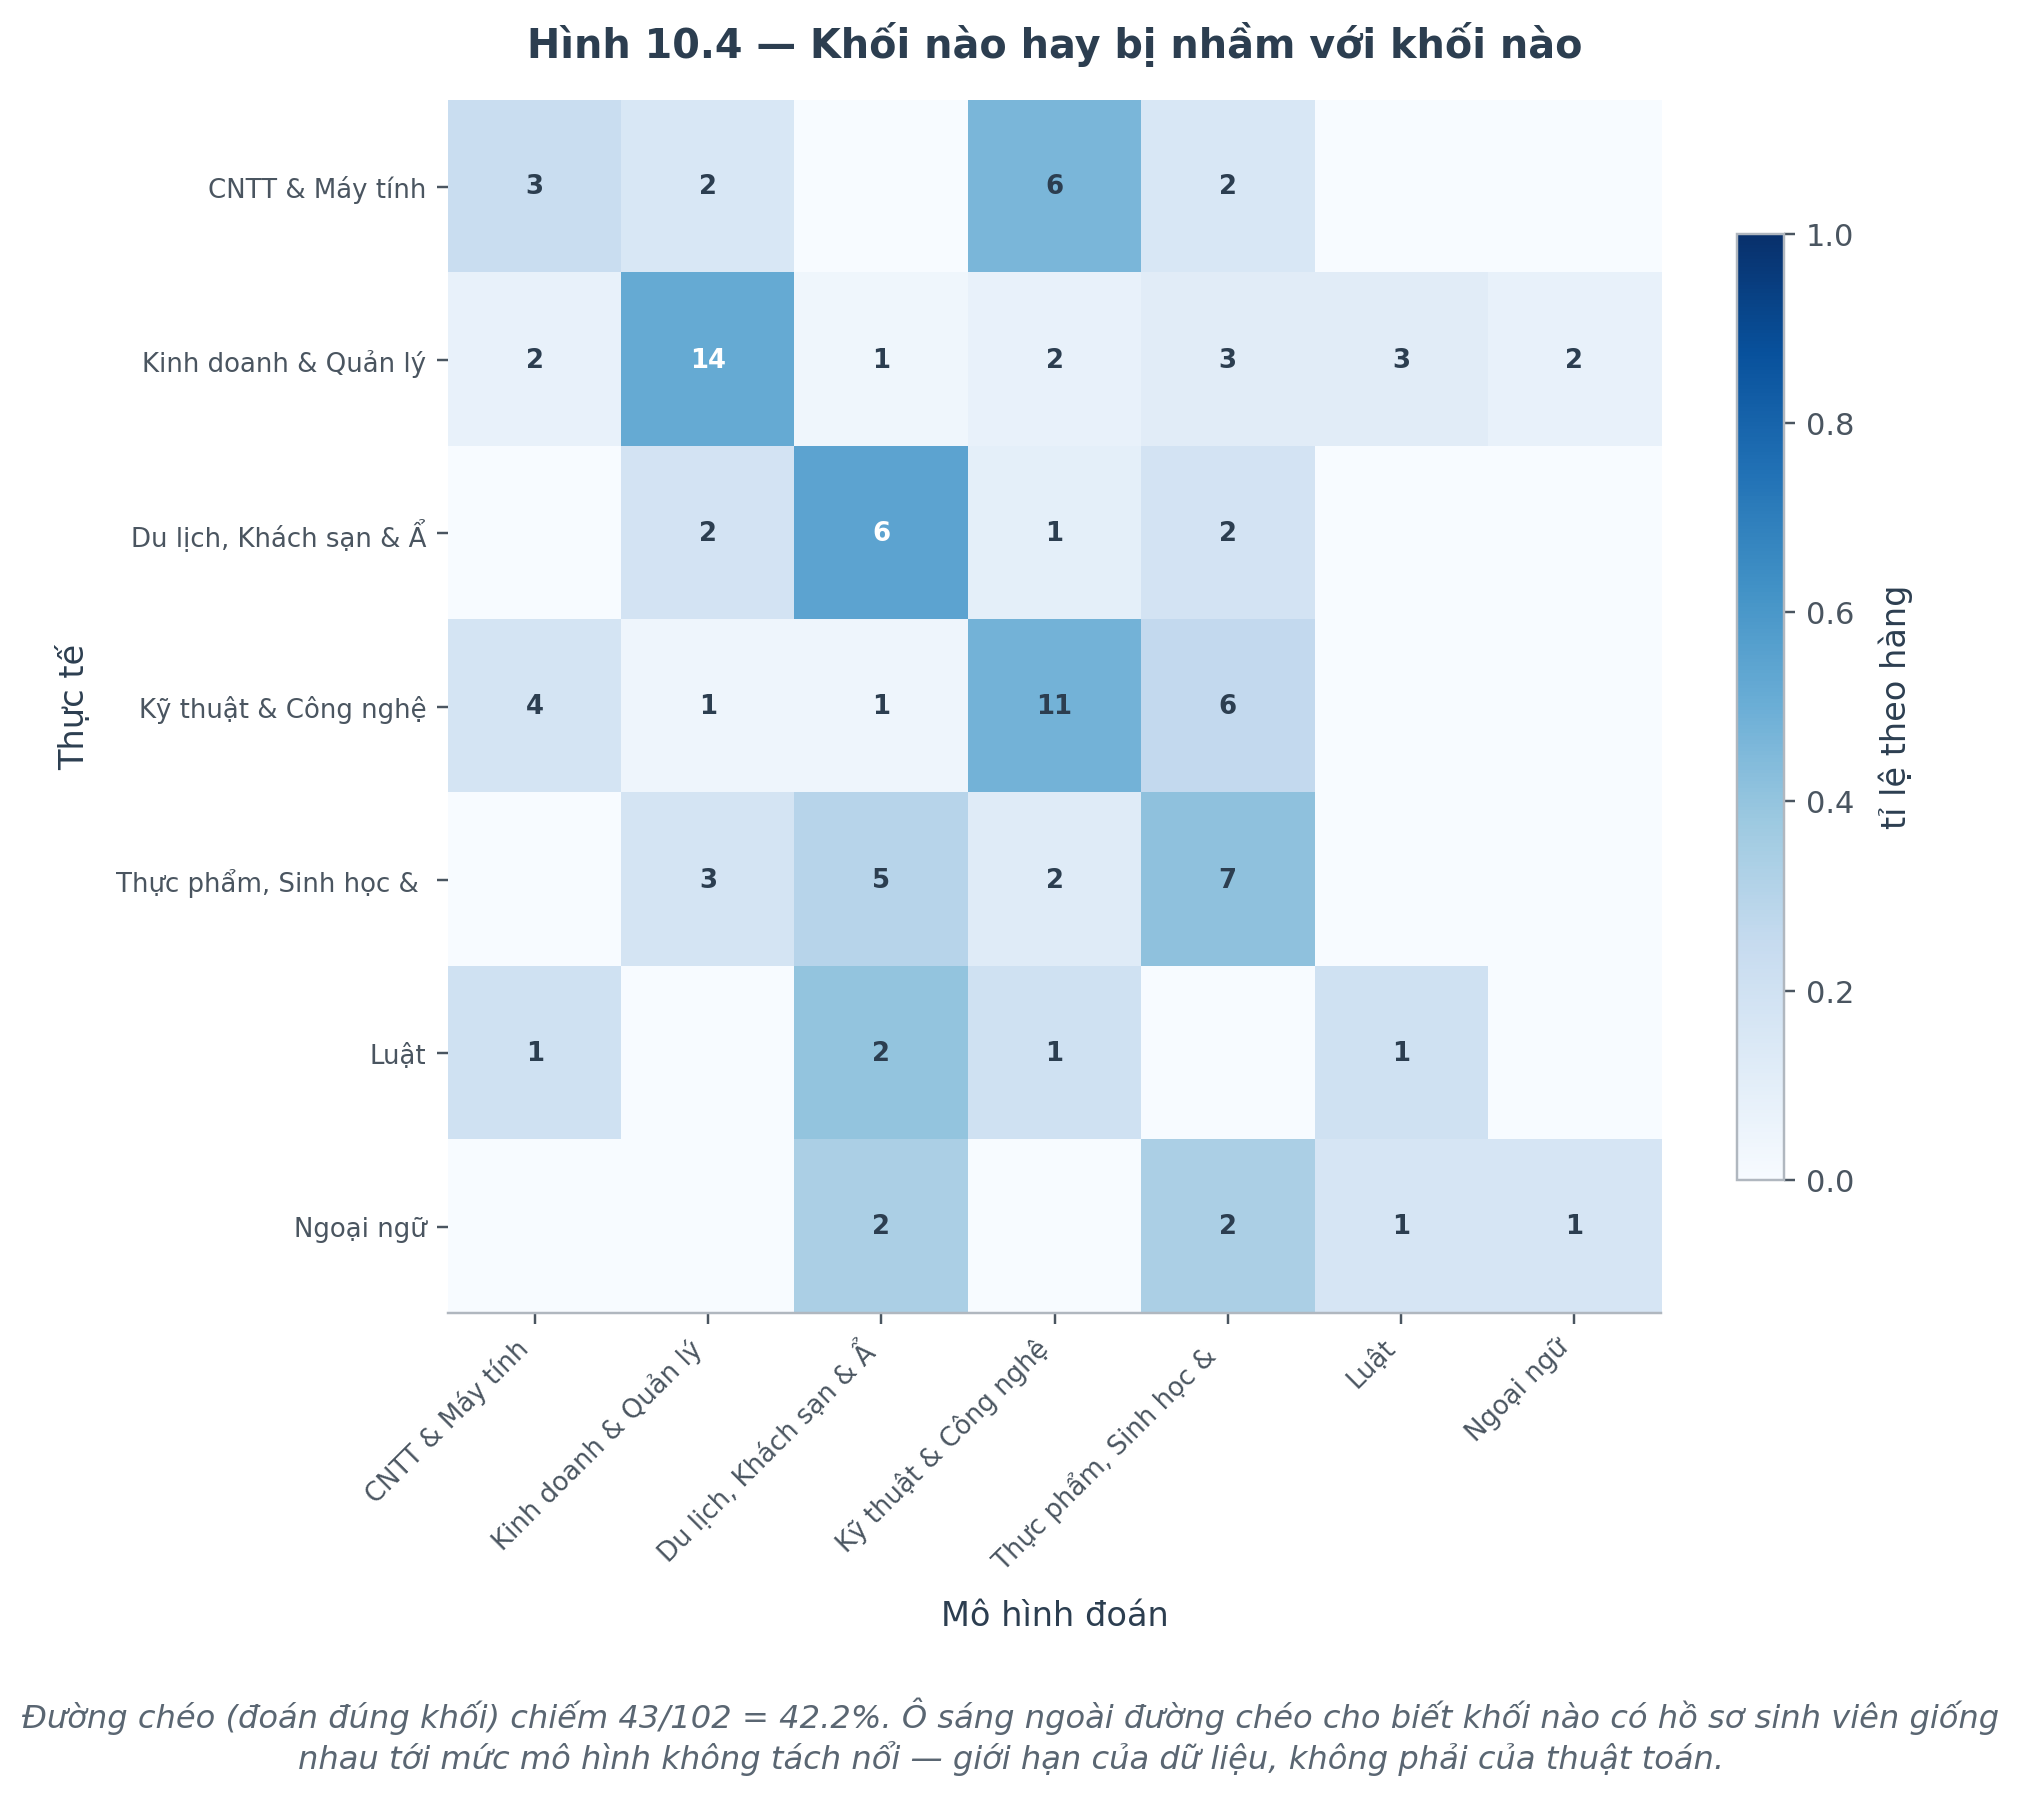 Hình 10.4 — Khối nào hay bị nhầm với khối nào
CNTT & Máy tính 3 2 6 2
Kinh doanh & Quản lý 2 14 1 2 3 3 2
Du lịch, Khách sạn & Ẩ 2 6 1 2
Kỹ thuật & Công nghệ 4 1 1 11 6
Thực phẩm, Sinh học & 3 5 2 7
Luật 1 2 1 1
Ngoại ngữ 2 2 1 1
Thực tế
CNTT & Máy tính
Kinh doanh & Quản lý
Du lịch, Khách sạn & Ẩ
Kỹ thuật & Công nghệ
Thực phẩm, Sinh học &
Luật
Ngoại ngữ
Mô hình đoán
1.0
0.8
0.6
0.4
0.2
0.0
tỉ lệ theo hàng
Đường chéo (đoán đúng khối) chiếm 43/102 = 42.2%. Ô sáng ngoài đường chéo cho biết khối nào có hồ sơ sinh viên giống
nhau tới mức mô hình không tách nổi — giới hạn của dữ liệu, không phải của thuật toán.